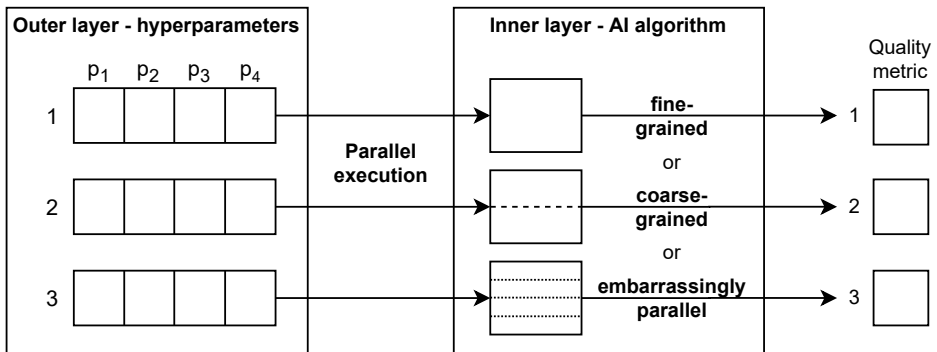 Outer layer - hyperparameters
Inner layer - AI algorithm
Quality
metric
p1 p2 p3 p4
1
fine-
grained
1
Parallel
execution
or
2
coarse-
grained
2
or
3
embarrassingly
parallel
3